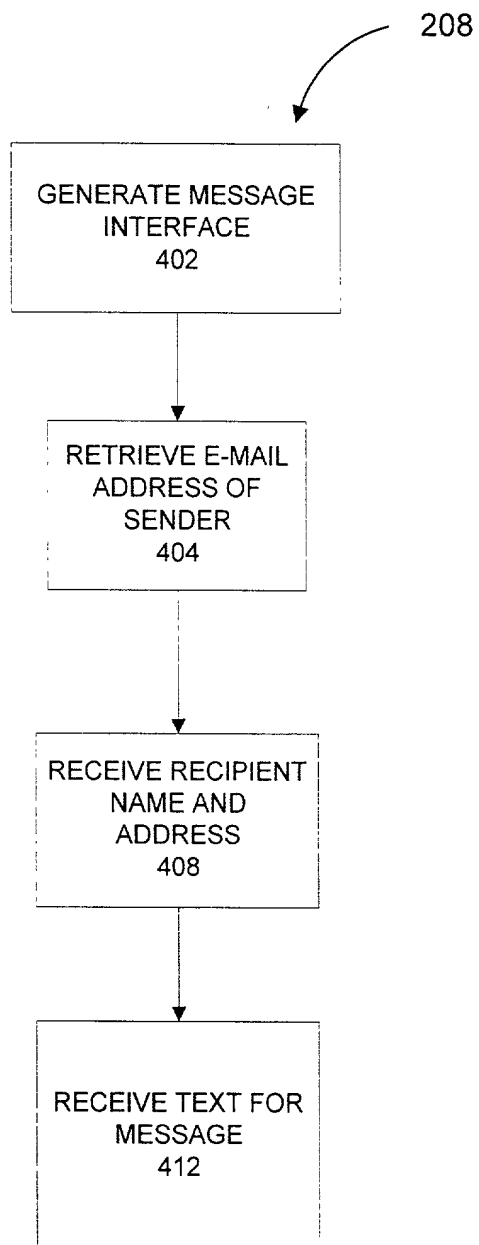 208
GENERATE MESSAGE
INTERFACE
402
RETRIEVE E-MAIL
ADDRESS OF
SENDER
404
RECEIVE RECIPIENT
NAME AND
ADDRESS
408
RECEIVE TEXT FOR
MESSAGE
412